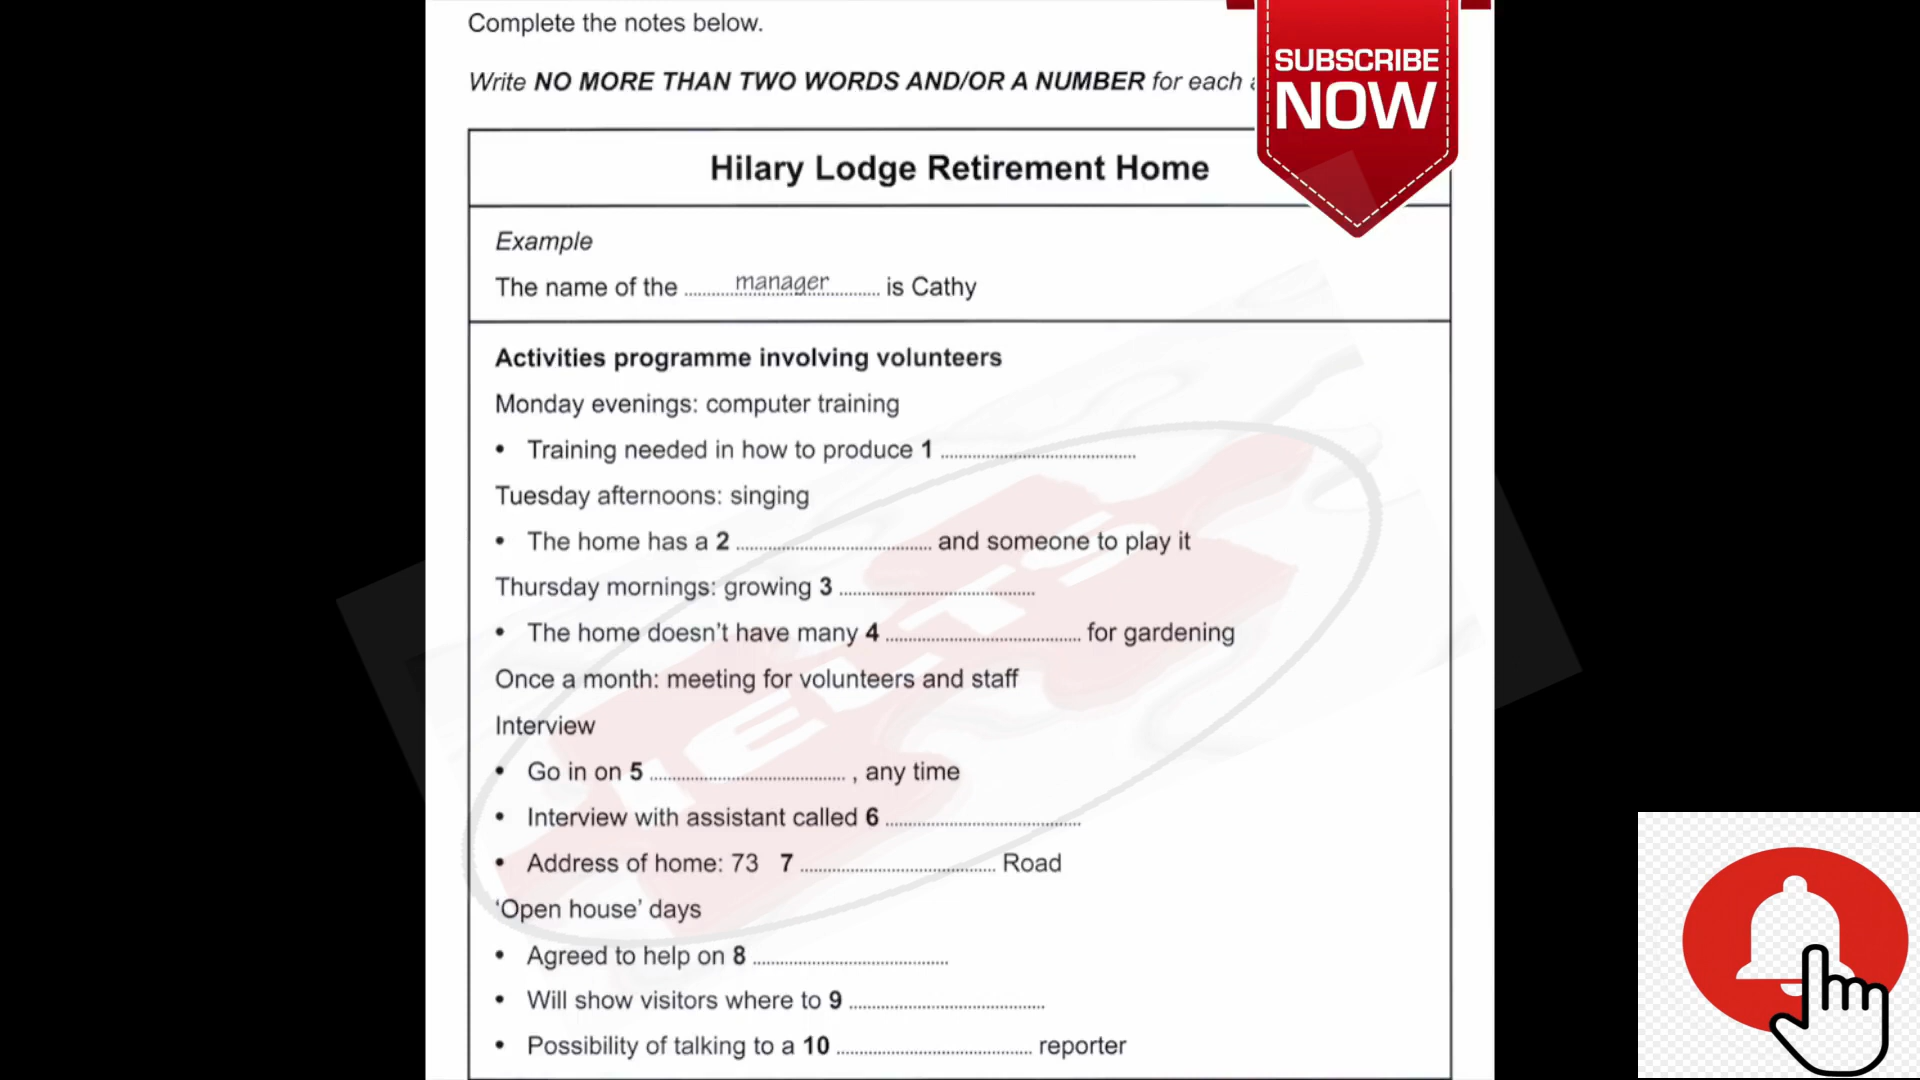 Complete the notes below.
Write NO MORE THAN TWO WORDS AND/OR A NUMBER for each
SUBSCRIBE
NOW
Hilary Lodge Retirement Home
Example
The name of the ........manager........ is Cathy
Activities programme involving volunteers
Monday evenings: computer training
• Training needed in how to produce 1 ..............................
Tuesday afternoons: singing
• The home has a 2 .............................. and someone to play it
Thursday mornings: growing 3 ..............................
• The home doesn't have many 4 .............................. for gardening
Once a month: meeting for volunteers and staff
Interview
• Go in on 5 .............................. , any time
• Interview with assistant called 6 ..............................
• Address of home: 73 7 .............................. Road
'Open house' days
• Agreed to help on 8 ..............................
• Will show visitors where to 9 ..............................
• Possibility of talking to a 10 .............................. reporter
IELTS